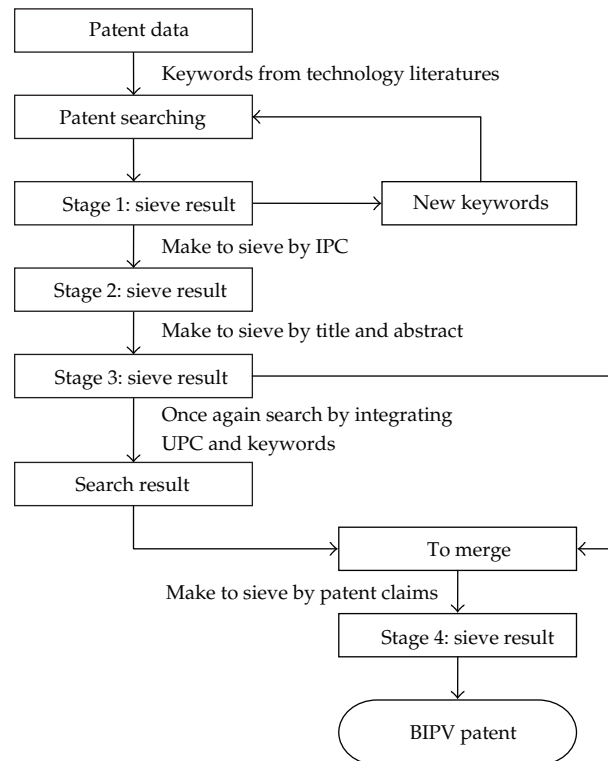 Patent data
Keywords from technology literatures
Patent searching
Stage 1: sieve result
New keywords
Make to sieve by IPC
Stage 2: sieve result
Make to sieve by title and abstract
Stage 3: sieve result
Once again search by integrating
UPC and keywords
Search result
To merge
Make to sieve by patent claims
Stage 4: sieve result
BIPV patent